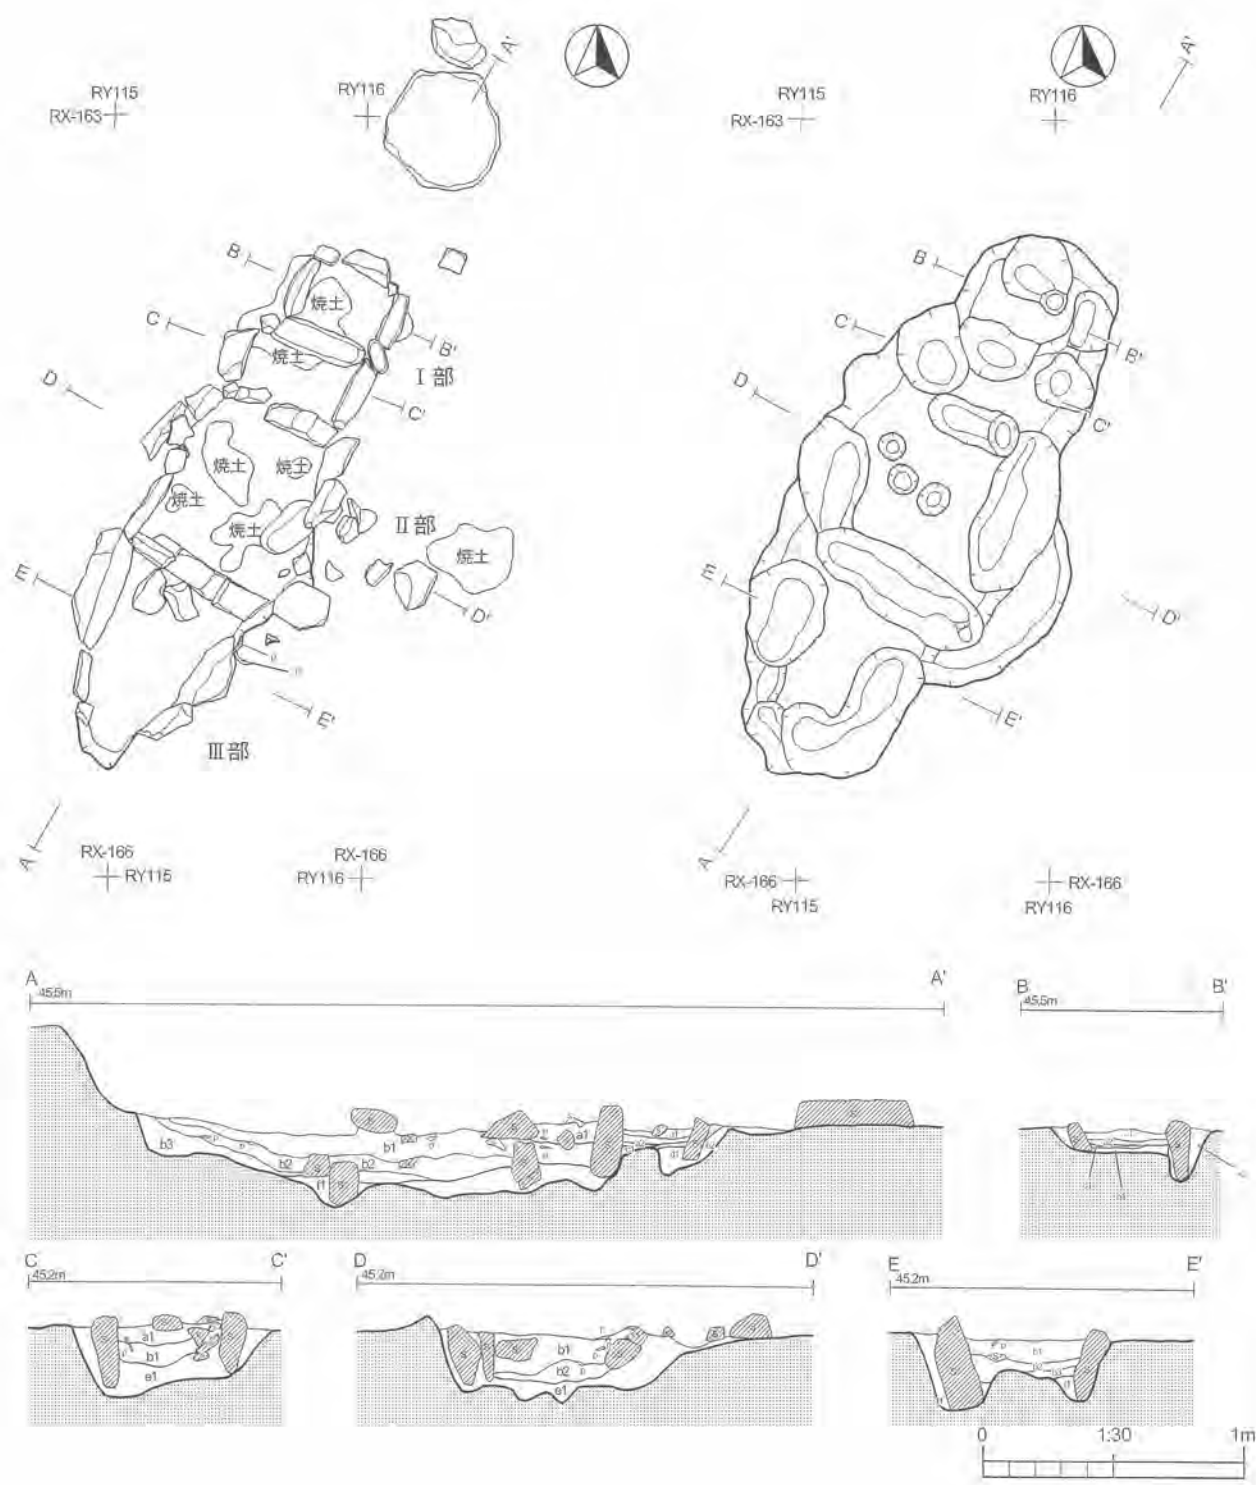 RY115
RX-163
RY116
A'
RY115
RX-163
RY116
A'
B
焼土
C
焼土
B'
I 部
D
C'
焼土
焼土
焼土
焼土
II 部
焼土
E
D'
E'
III 部
A
RX-166
RY115
RX-166
RY116
B
C
B'
D
C'
E
D'
E'
A
RX-166
RY115
RX-166
RY116
A
A'
45.5m
B
B'
45.5m
b3
b1
a1
b2
b2
f1
S
C
C'
45.2m
a1
b1
e1
D
D'
45.2m
b1
b2
e1
E
E'
45.2m
b1
0
1:30
1m